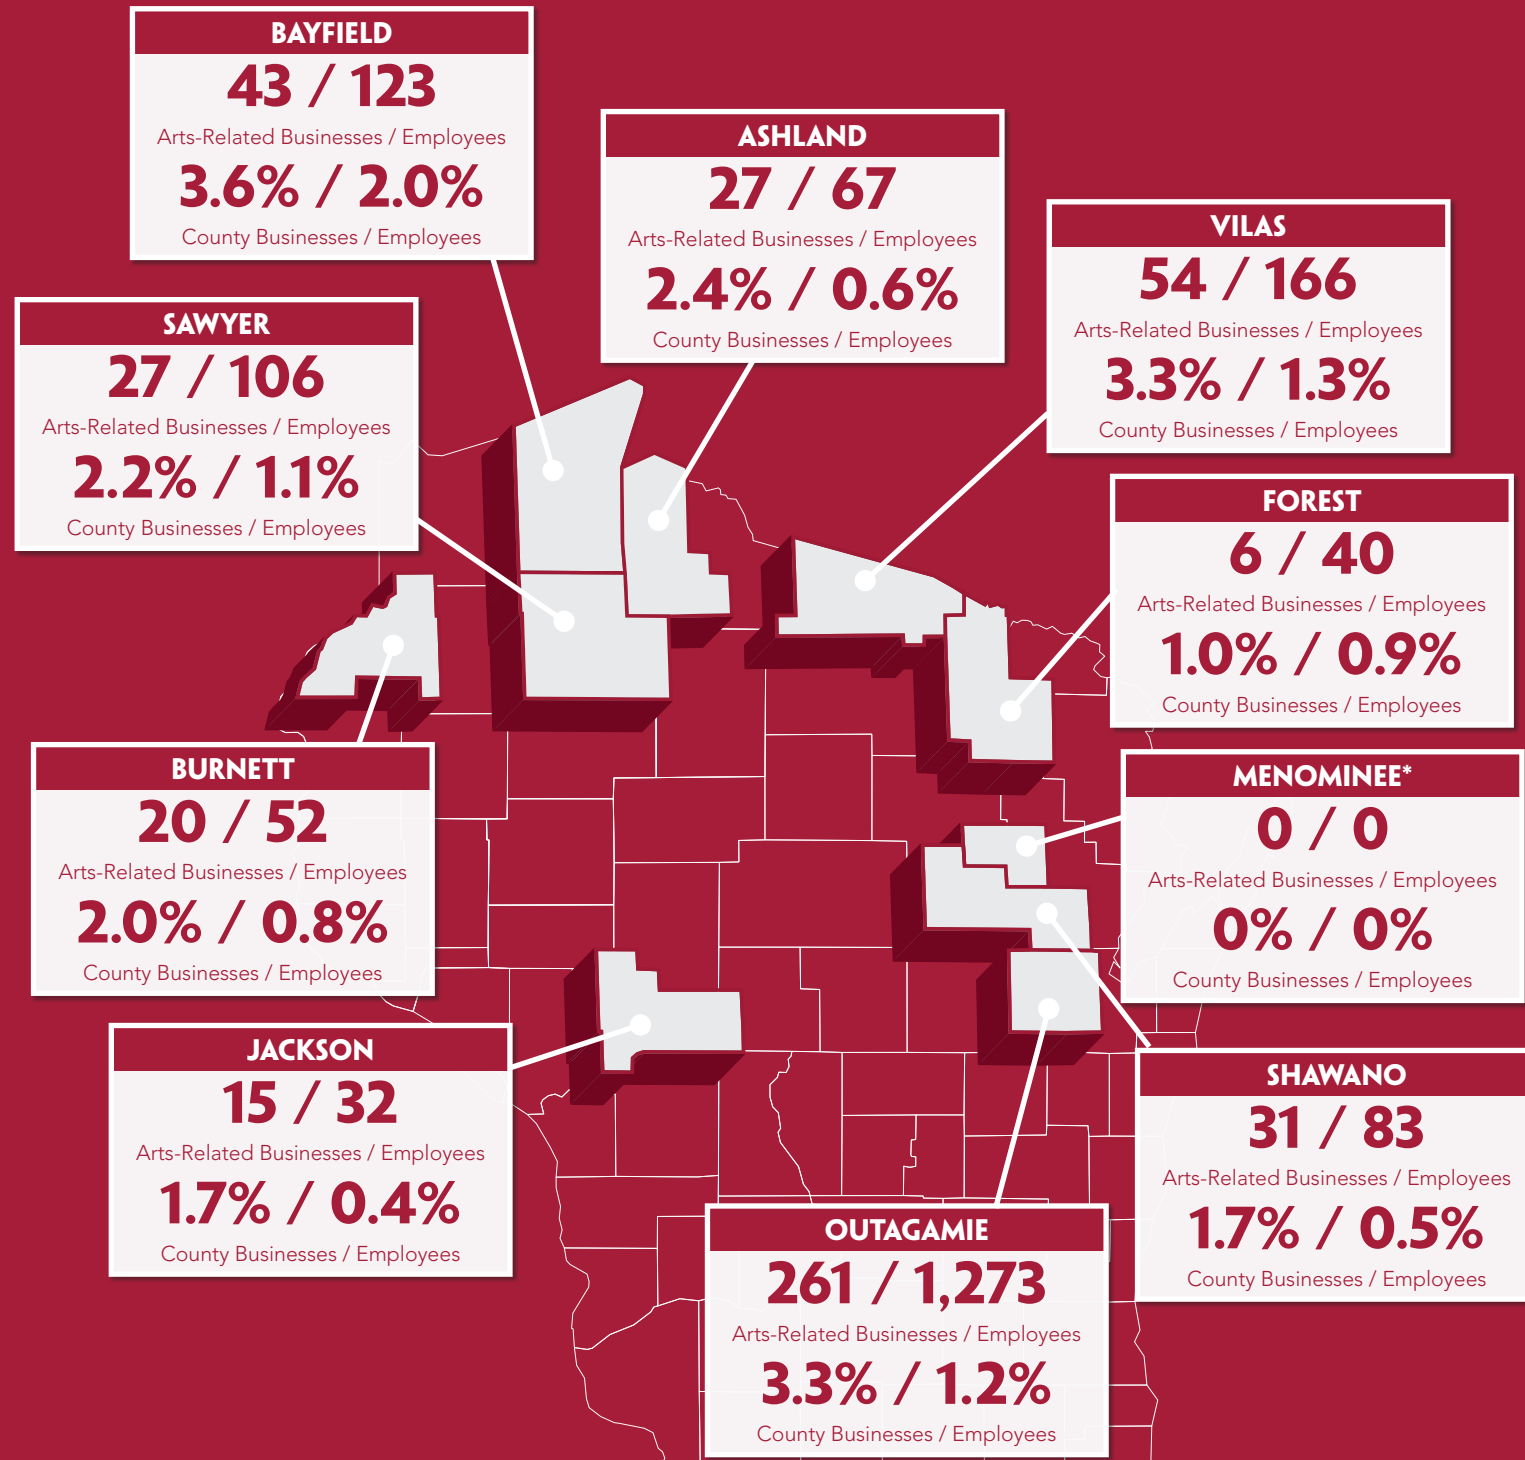 BAYFIELD
43 / 123
Arts-Related Businesses / Employees
3.6% / 2.0%
County Businesses / Employees
ASHLAND
27 / 67
Arts-Related Businesses / Employees
2.4% / 0.6%
County Businesses / Employees
VILAS
54 / 166
Arts-Related Businesses / Employees
3.3% / 1.3%
County Businesses / Employees
SAWYER
27 / 106
Arts-Related Businesses / Employees
2.2% / 1.1%
County Businesses / Employees
FOREST
6 / 40
Arts-Related Businesses / Employees
1.0% / 0.9%
County Businesses / Employees
BURNETT
20 / 52
Arts-Related Businesses / Employees
2.0% / 0.8%
County Businesses / Employees
MENOMINEE*
0 / 0
Arts-Related Businesses / Employees
0% / 0%
County Businesses / Employees
JACKSON
15 / 32
Arts-Related Businesses / Employees
1.7% / 0.4%
County Businesses / Employees
SHAWANO
31 / 83
Arts-Related Businesses / Employees
1.7% / 0.5%
County Businesses / Employees
OUTAGAMIE
261 / 1,273
Arts-Related Businesses / Employees
3.3% / 1.2%
County Businesses / Employees